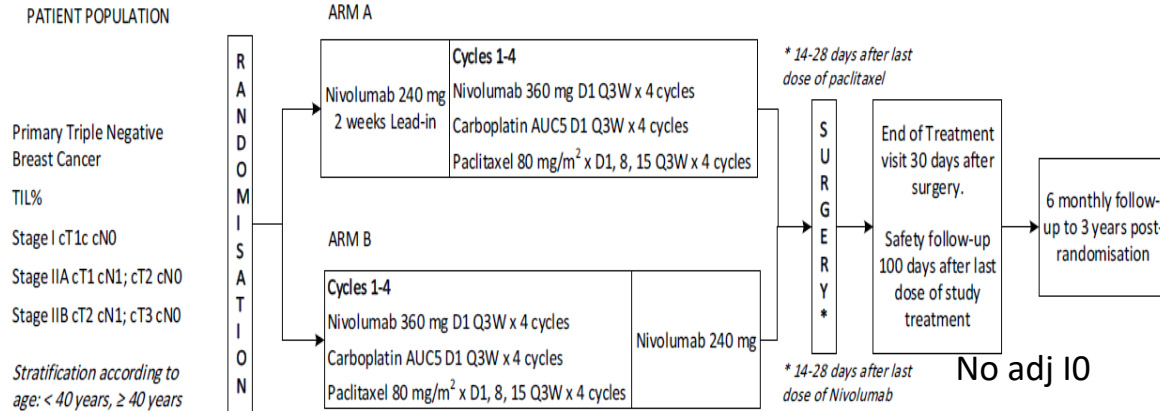 PATIENT POPULATION
Primary Triple Negative
Breast Cancer
TIL%
Stage I cT1c cN0
Stage IIA cT1 cN1; cT2 cN0
Stage IIB cT2 cN1; cT3 cN0
Stratification according to
age: < 40 years, ≥ 40 years
RANDOMISATION
ARM A
Nivolumab 240 mg
2 weeks Lead-in
Cycles 1-4
Nivolumab 360 mg D1 Q3W x 4 cycles
Carboplatin AUC5 D1 Q3W x 4 cycles
Paclitaxel 80 mg/m² x D1, 8, 15 Q3W x 4 cycles
ARM B
Cycles 1-4
Nivolumab 360 mg D1 Q3W x 4 cycles
Carboplatin AUC5 D1 Q3W x 4 cycles
Paclitaxel 80 mg/m² x D1, 8, 15 Q3W x 4 cycles
Nivolumab 240 mg
* 14-28 days after last
dose of paclitaxel
SURGERY*
* 14-28 days after last
dose of Nivolumab
End of Treatment
visit 30 days after
surgery.
Safety follow-up
100 days after last
dose of study
treatment
No adj I0
6 monthly follow-
up to 3 years post-
randomisation